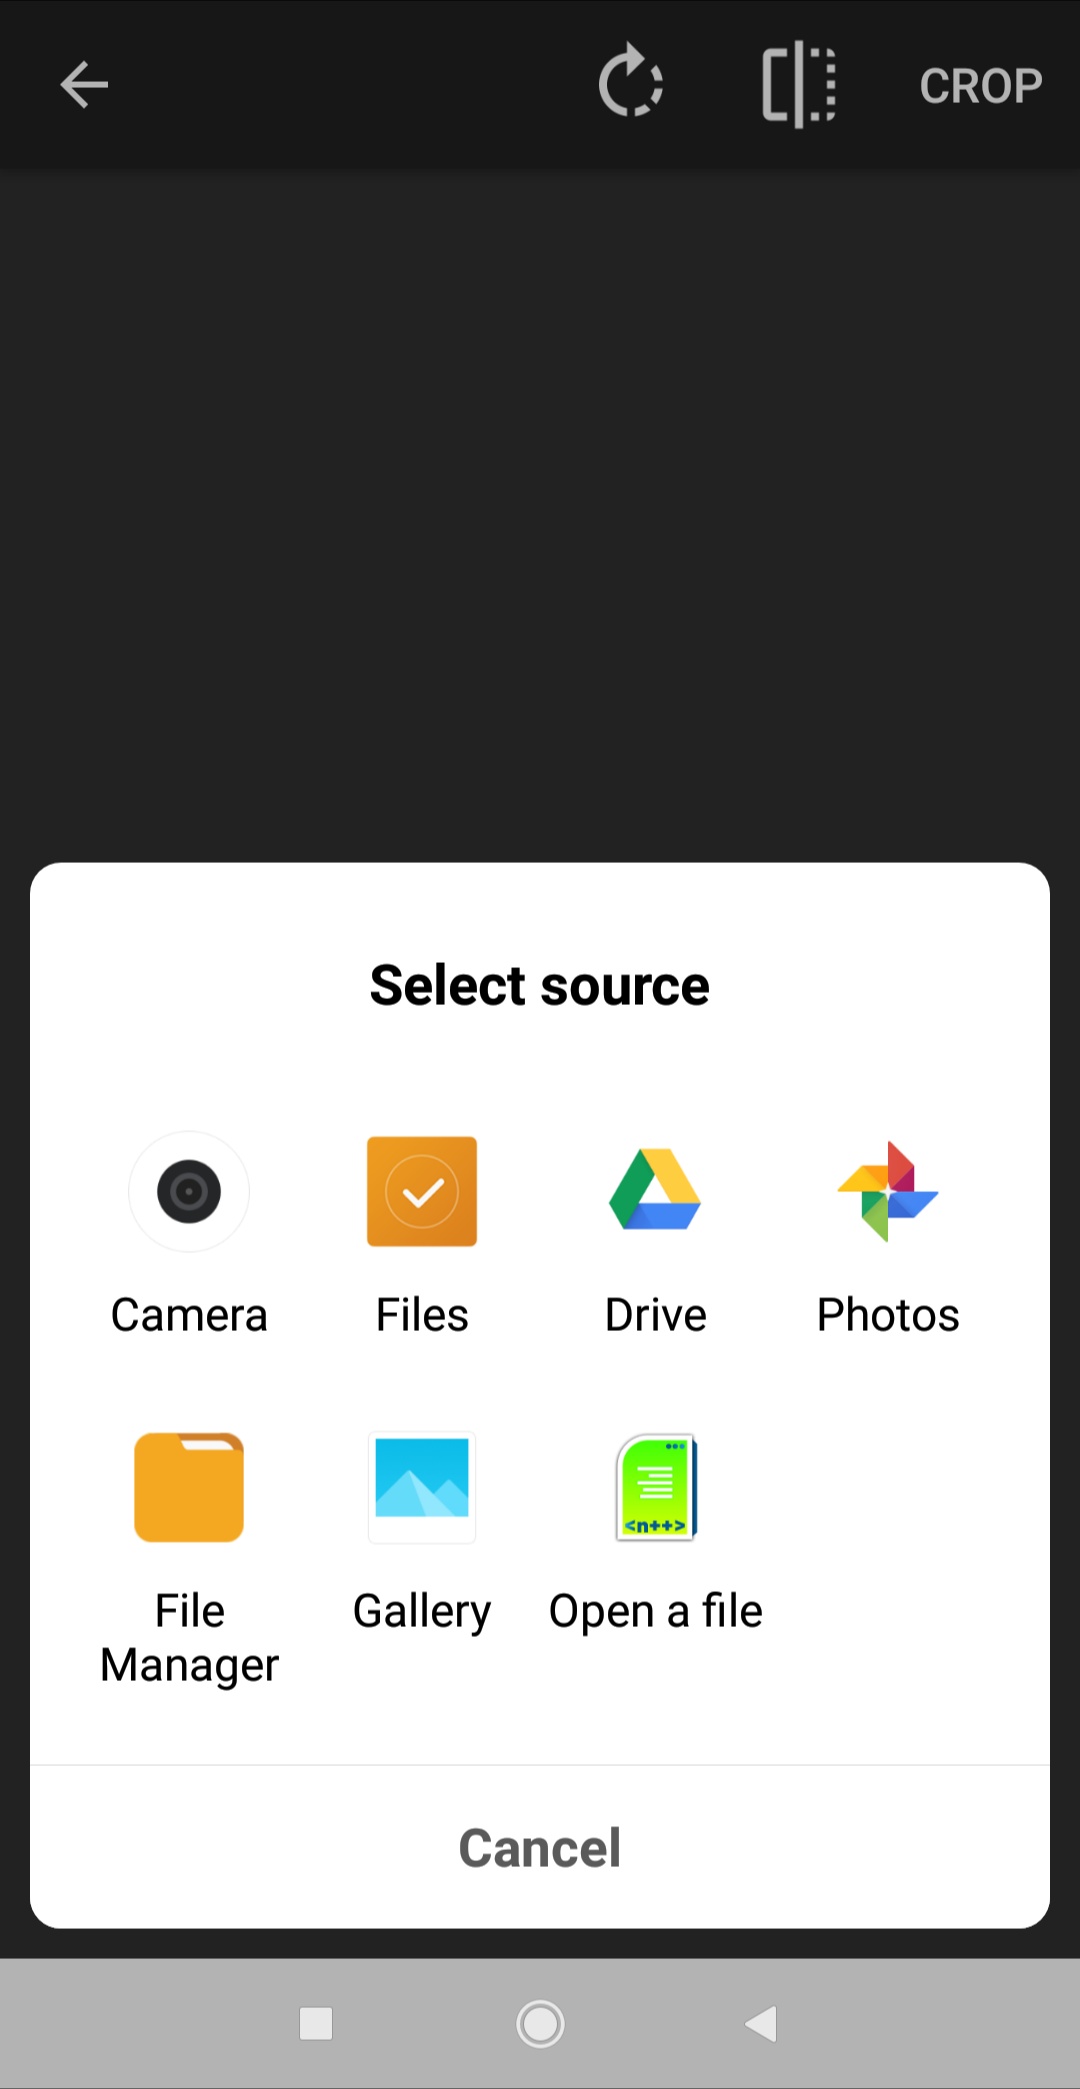 CROP
Select source
Camera
Files
Drive
Photos
File
Manager
Gallery
<n++>
Open a file
Cancel